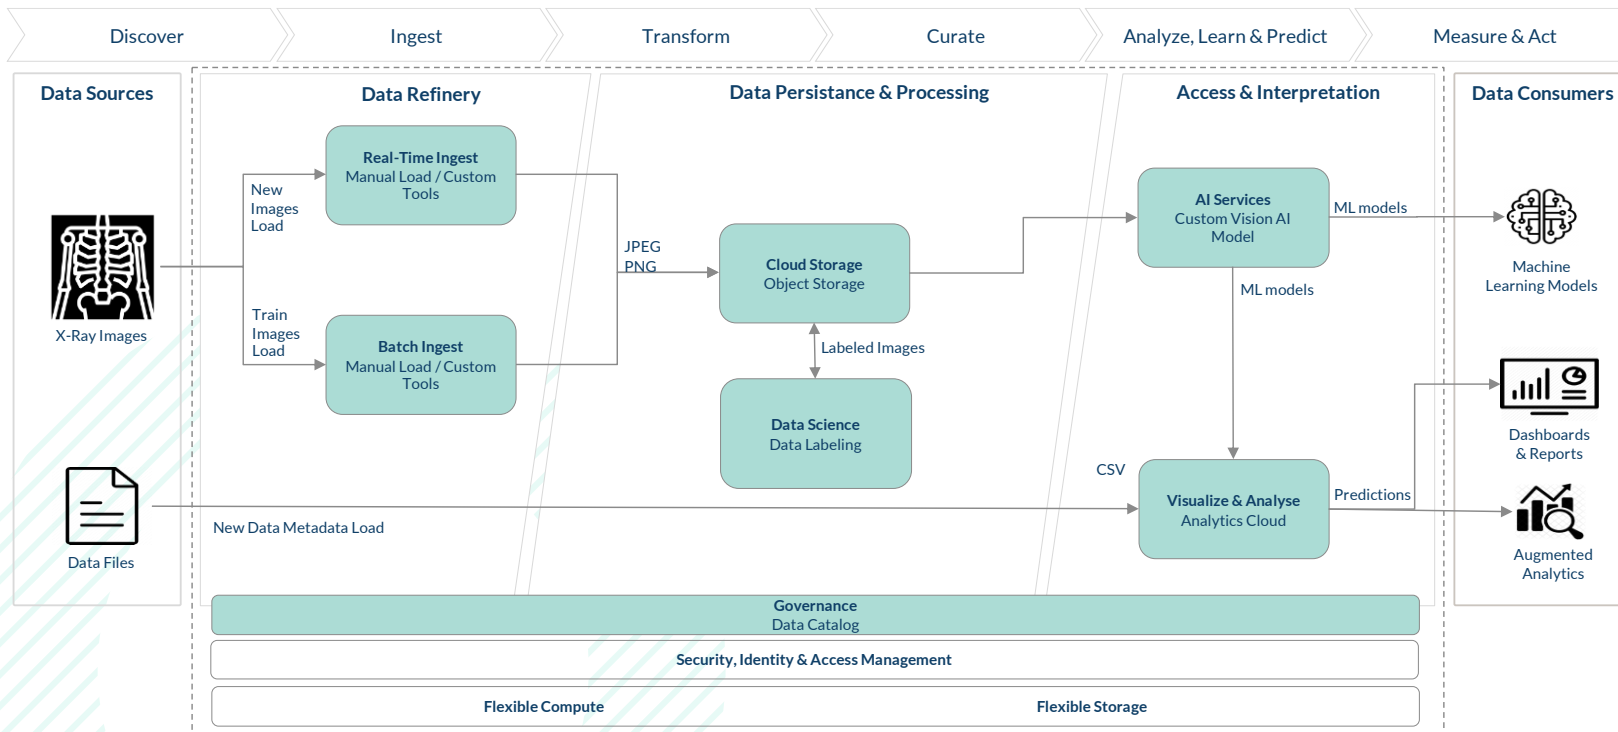 Discover
Ingest
Transform
Curate
Analyze, Learn & Predict
Measure & Act
Data Sources
Data Refinery
Data Persistance & Processing
Access & Interpretation
Data Consumers
X-Ray Images
Data Files
New
Images
Load
Train
Images
Load
Real-Time Ingest
Manual Load / Custom
Tools
Batch Ingest
Manual Load / Custom
Tools
JPEG
PNG
Cloud Storage
Object Storage
Labeled Images
Data Science
Data Labeling
New Data Metadata Load
CSV
AI Services
Custom Vision AI
Model
ML models
ML models
Visualize & Analyse
Analytics Cloud
Predictions
Machine
Learning Models
Dashboards
& Reports
Augmented
Analytics
Governance
Data Catalog
Security, Identity & Access Management
Flexible Compute
Flexible Storage